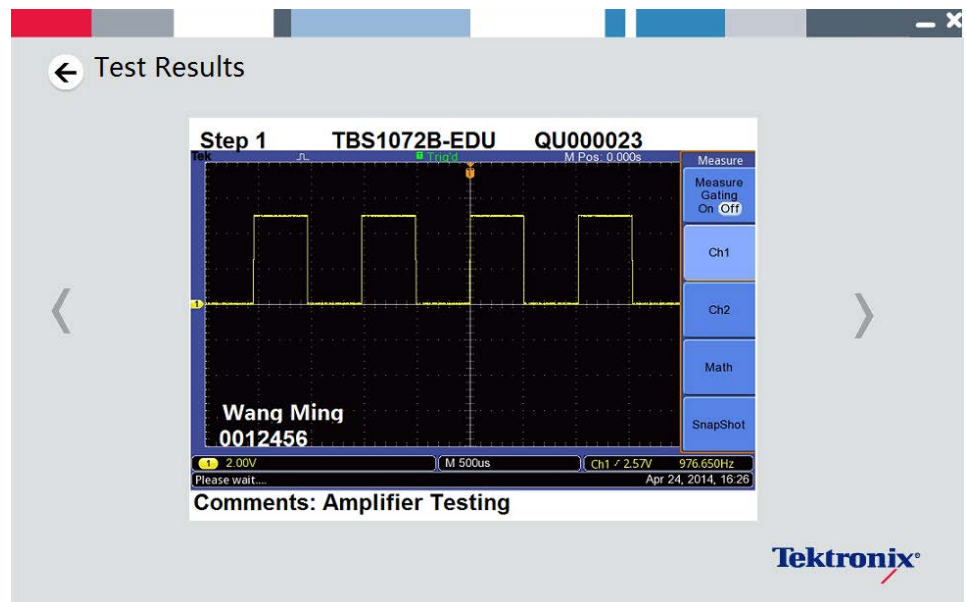 Test Results
Step 1 TBS1072B-EDU QU000023
Tek T Trig'd M Pos: 0.000s Measure
T
Measure
Gating
On Off
Ch1
1
Ch2
Math
SnapShot
Wang Ming
0012456
1 2.00V M 500us Ch1 / 2.57V 976.650Hz
Please wait.... Apr 24, 2014, 16:26
Comments: Amplifier Testing
Tektronix®